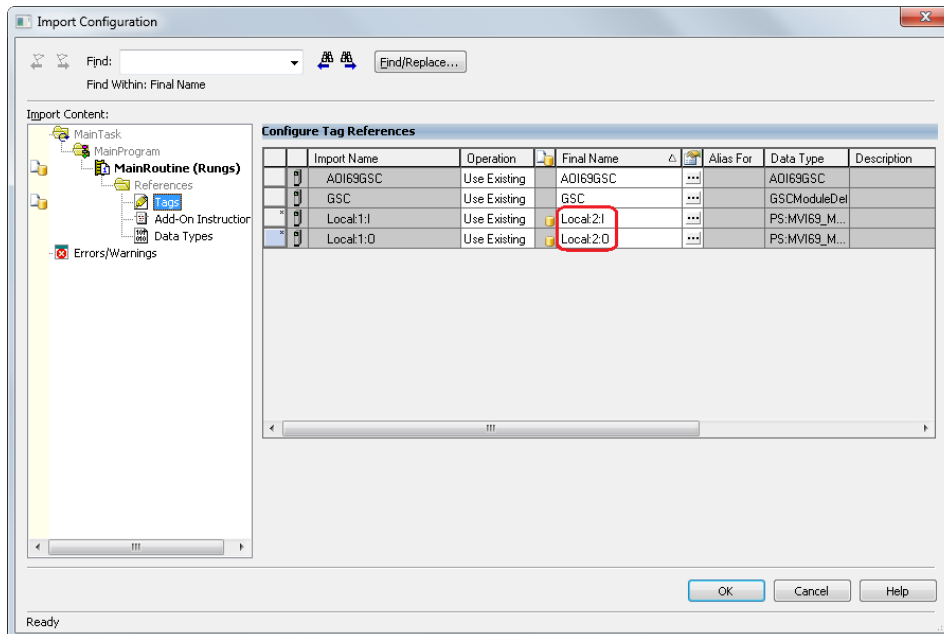 Import Configuration
Find:
Find/Replace...
Find Within: Final Name
Import Content:
MainTask
MainProgram
MainRoutine (Rungs)
References
Tags
Add-On Instruction
Data Types
Errors/Warnings
Configure Tag References
Import Name Operation Final Name Alias For Data Type Description
AOI69GSC Use Existing AOI69GSC ... AOI69GSC
GSC Use Existing GSC ... GSCModuleDef
Local:1:I Use Existing Local:2:I ... PS:MVI69_M...
Local:1:O Use Existing Local:2:O ... PS:MVI69_M...
OK Cancel Help
Ready